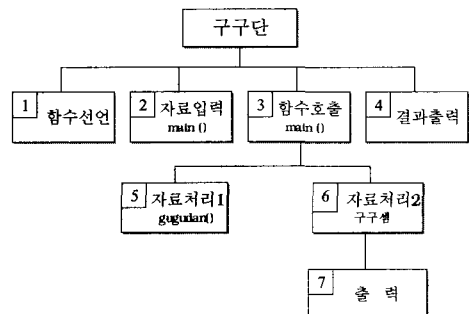 구구단
1 함수선언
2 자료입력
main ()
3 함수호출
main ()
4 결과출력
5 자료처리1
gugudan()
6 자료처리2
구구셈
7 출 력